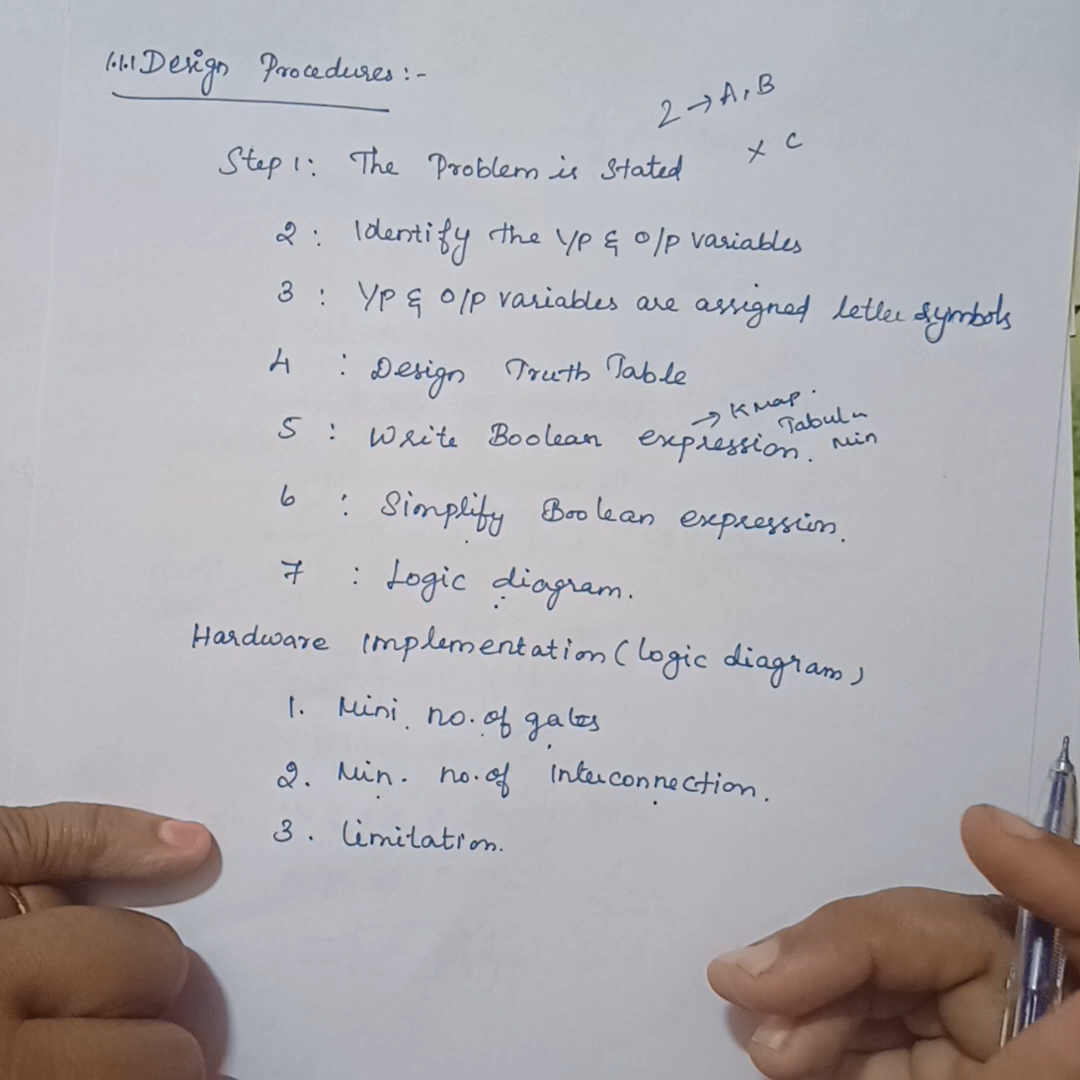 1.1.1 Design Procedures :-
2 → A, B
x C
Step 1: The Problem is stated
2 : Identify the I/P & O/P variables
3 : I/P & O/P variables are assigned letter symbols
4 : Design Truth Table
→ K Map.
Tabul
5 : Write Boolean expression. Min
6 : Simplify Boolean expression.
7 : Logic diagram.
Hardware implementation (logic diagram)
1. Mini. no. of gates
2. Min. no. of interconnection.
3. limitation.